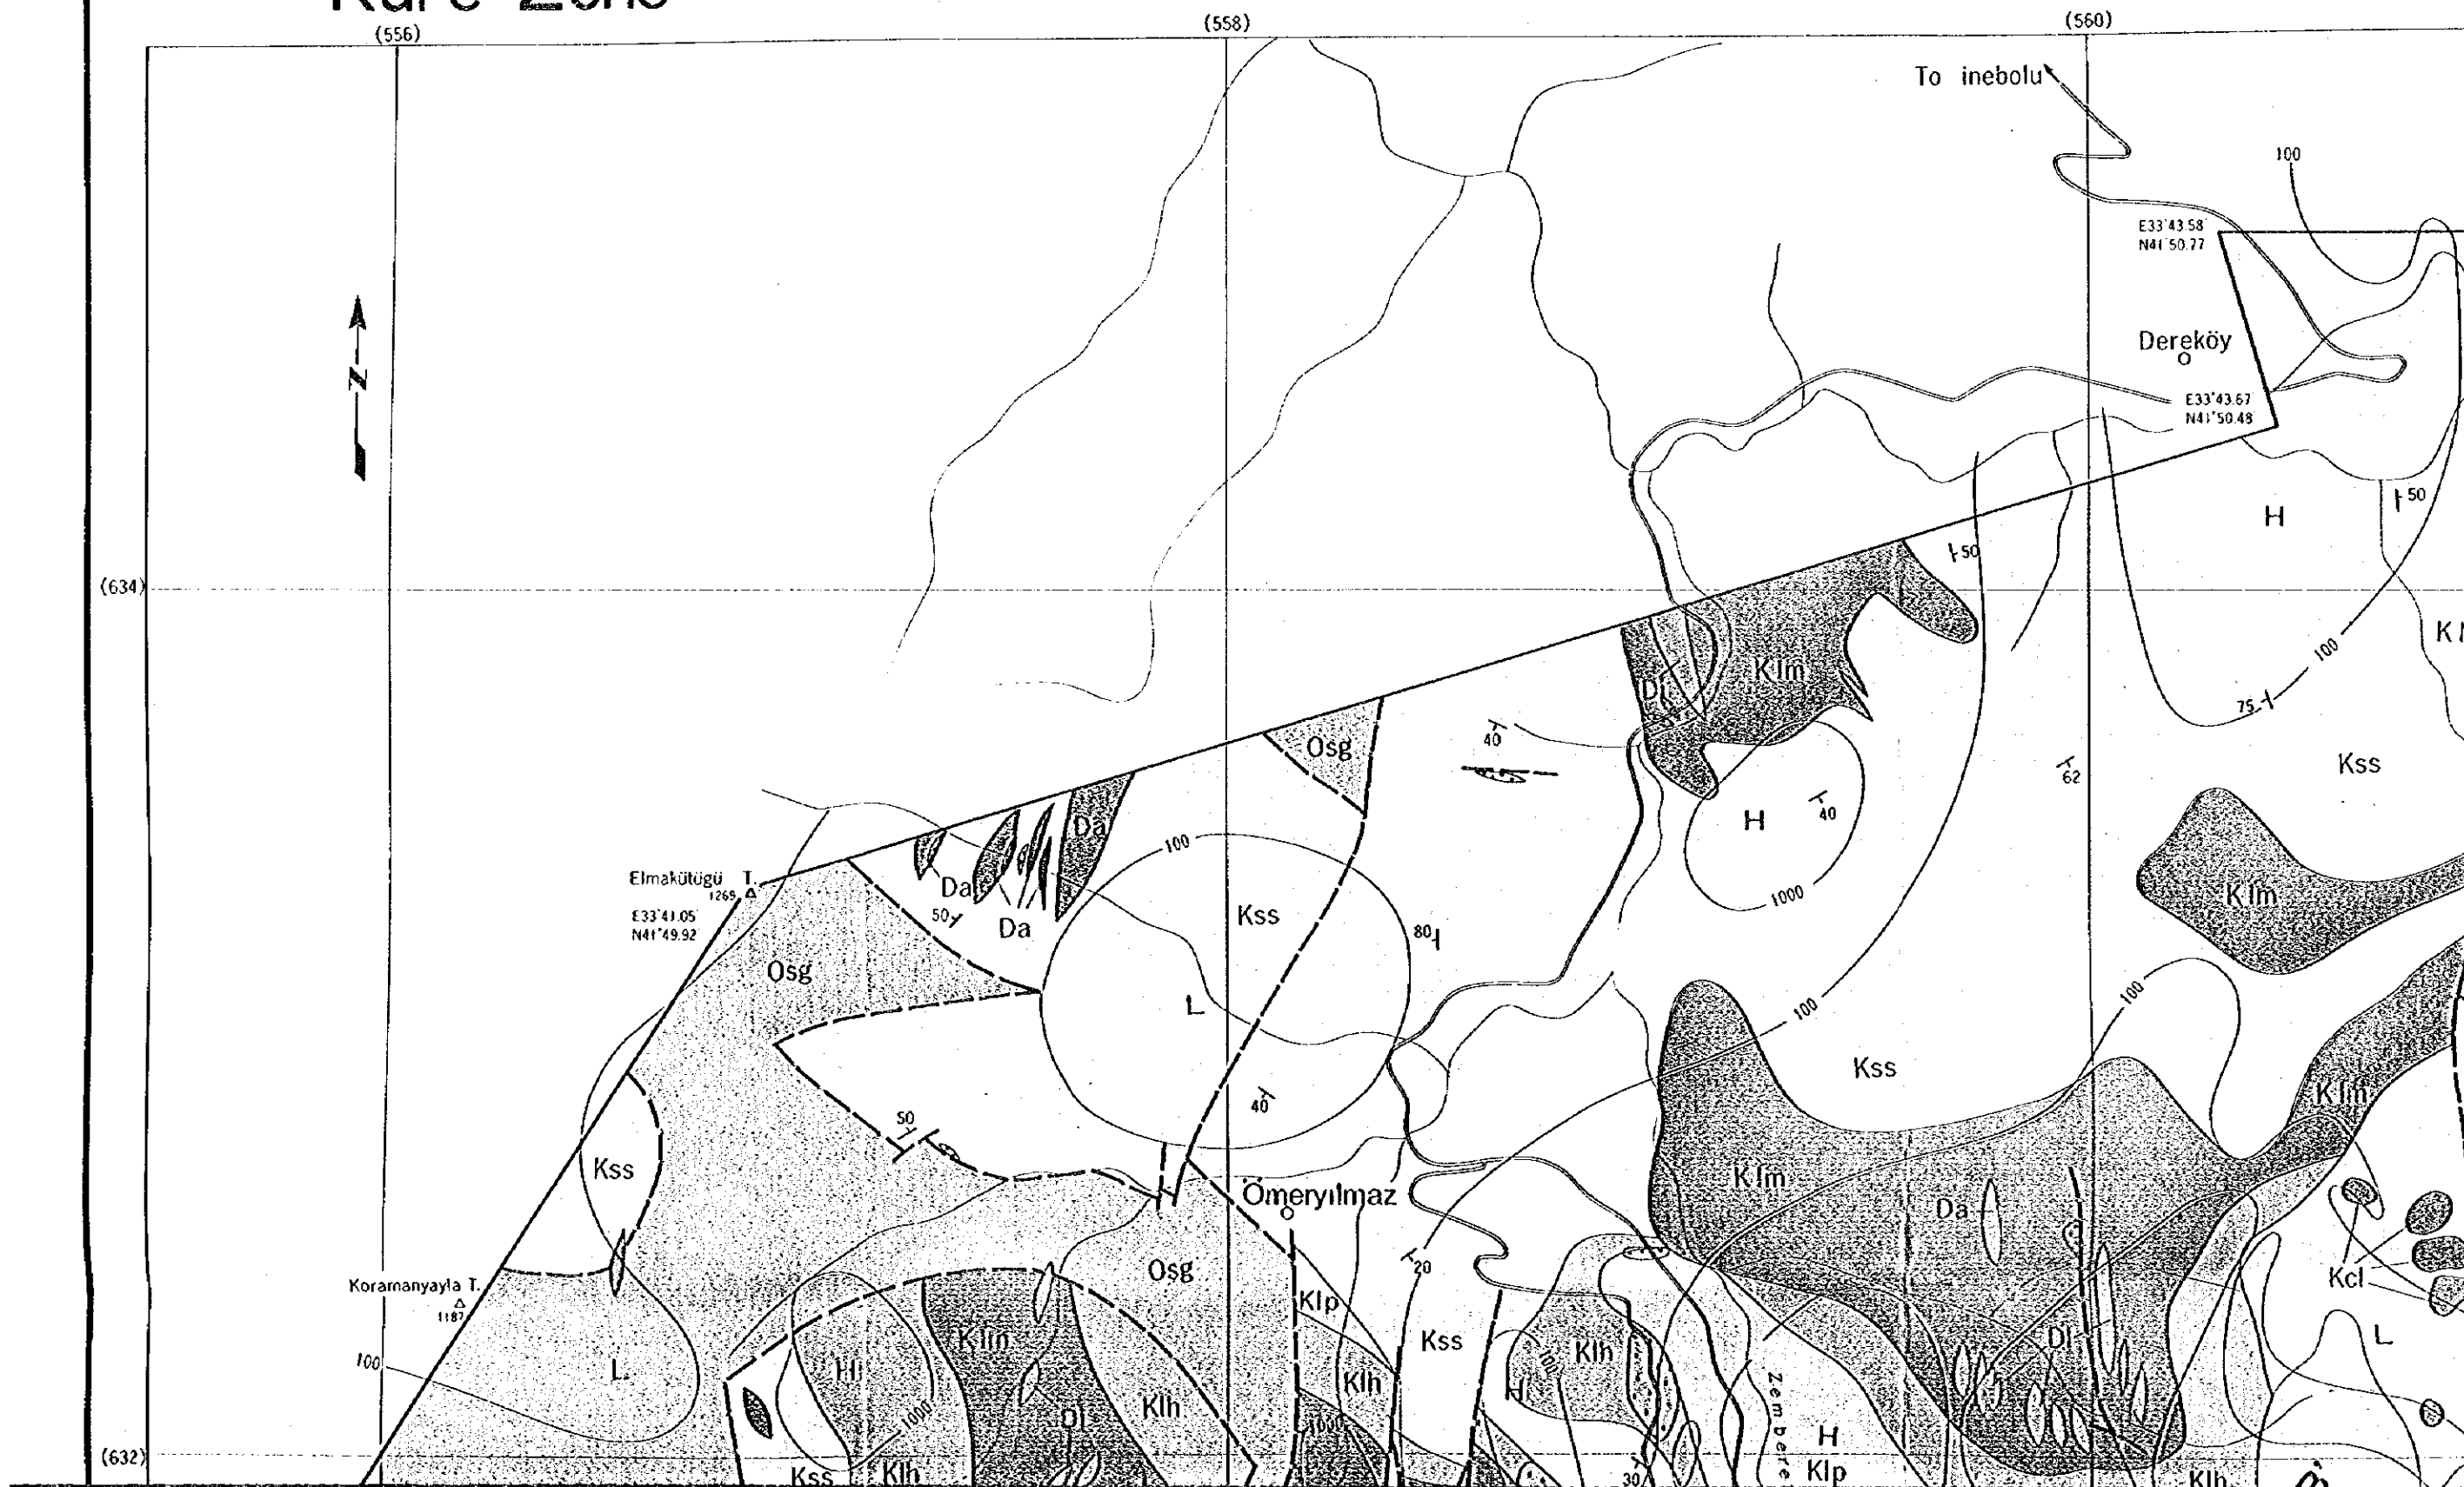 (556)
(558)
(560)
To inebolu
100
E33°43.58'
N41°50.77'
N
Dereköy
E33°43.67'
N41°50.48'
50
H
50
(634)
100
Dl
Klm
75
Osg
40
Kss
62
Da
H
40
100
Elmakütügü T.
1269
Da
Klm
1000
E33°41.05'
N41°49.92'
50
Da
Kss
80
Osg
100
L
100
Kss
Klm
40
50
Kss
Klm
Ömeryılmaz
Da
Osg
20
Kcl
Koramanyayla T.
1187
Klp
Klm
Kss
Klh
Dl
L
100
L
H
Klh
100
H
1000
Dl
Klh
1000
Zembere
H
Kss
Klh
30
Klp
Klh